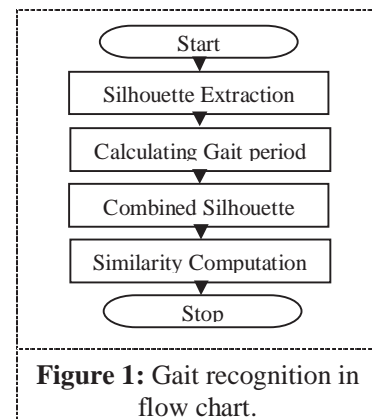 Start
Silhouette Extraction
Calculating Gait period
Combined Silhouette
Similarity Computation
Stop
Figure 1: Gait recognition in
flow chart.